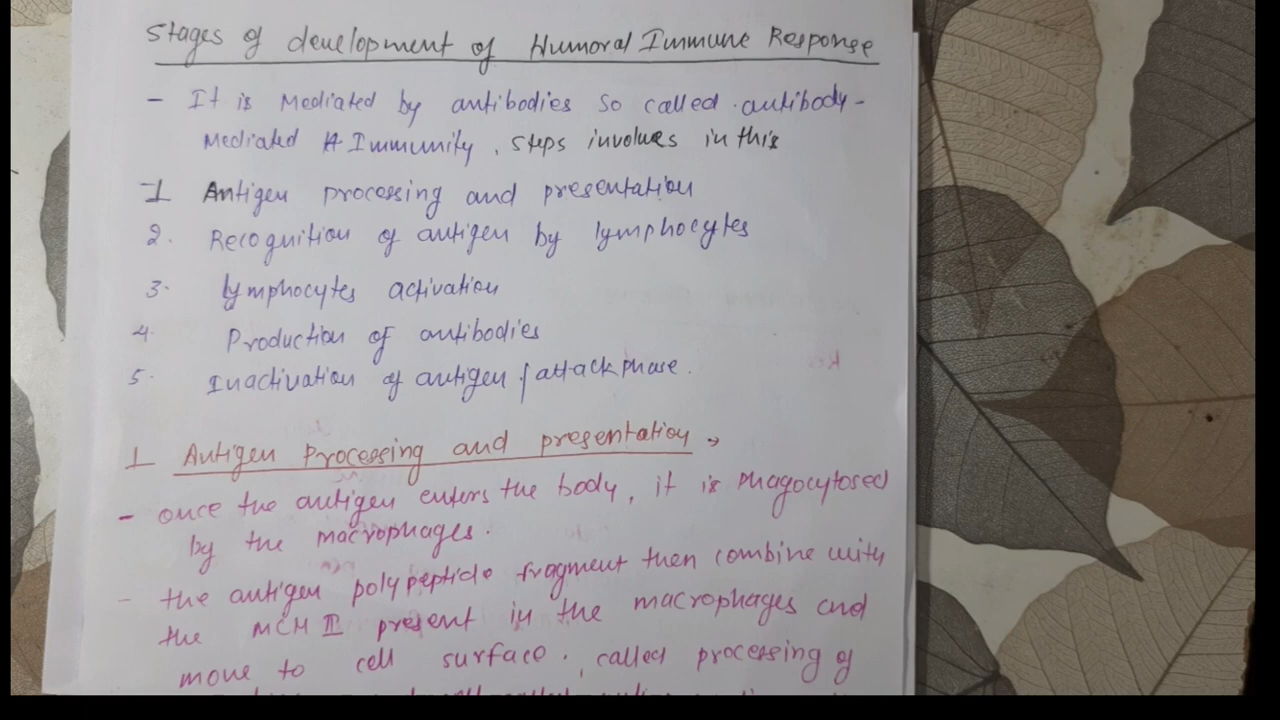 Stages of development of Humoral Immune Response
- It is Mediated by antibodies so called antibody-
Mediated Immunity. Steps involves in this
1 Antigen processing and presentation
2. Recognition of antigen by lymphocytes
3. lymphocytes activation
4. Production of antibodies
5. Inactivation of antigen / attack phase.
1 Antigen Processing and presentation →
- once the antigen enters the body, it is phagocytosed
by the macrophages.
- the antigen polypeptide fragment then combine with
the MCH II present in the macrophages and
move to cell surface. called processing of